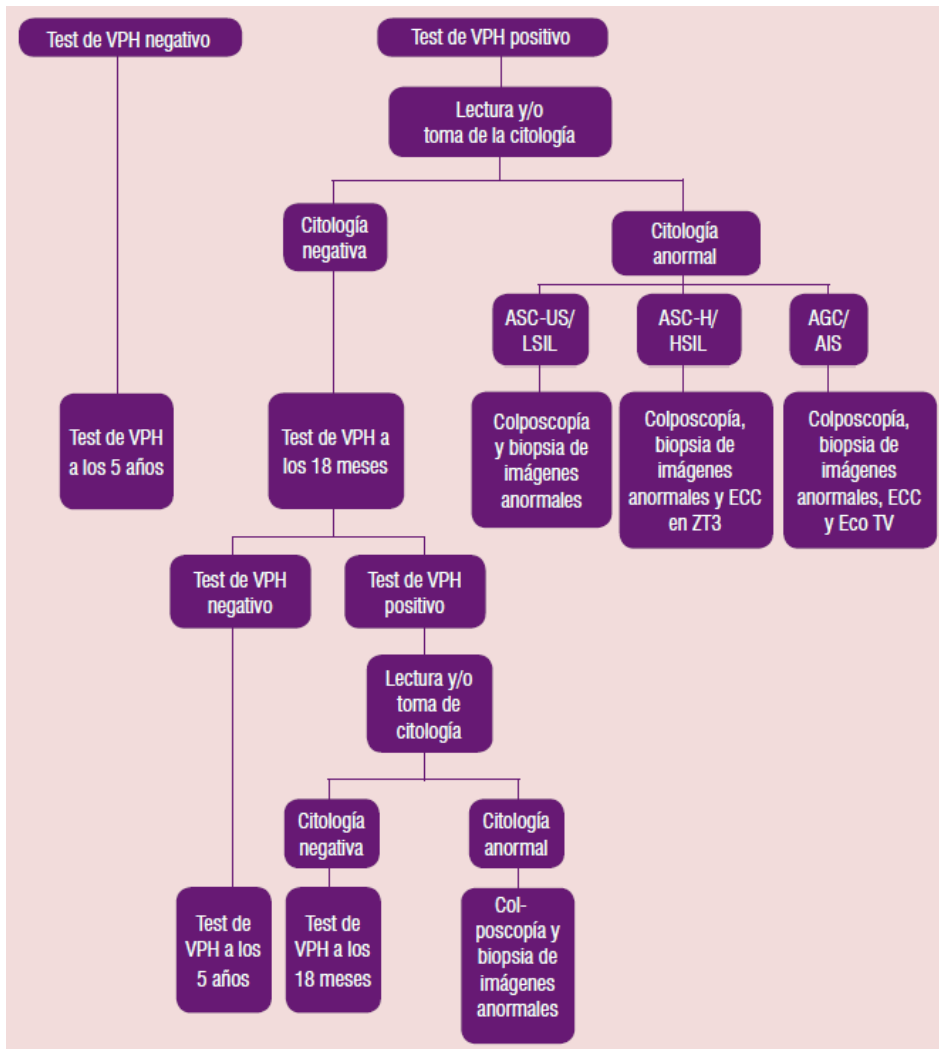 Test de VPH negativo
Test de VPH positivo
Lectura y/o
toma de la citología
Citología
negativa
Citología
anormal
ASC-US/
LSIL
ASC-H/
HSIL
AGC/
AIS
Test de VPH
a los 5 años
Test de VPH a
los 18 meses
Colposcopía
y biopsia de
imágenes
anormales
Colposcopía,
biopsia de
imágenes
anormales y ECC
en ZT3
Colposcopía,
biopsia de
imágenes
anormales, ECC
y Eco TV
Test de VPH
negativo
Test de VPH
positivo
Lectura y/o
toma de
citología
Citología
negativa
Citología
anormal
Test de
VPH a los
5 años
Test de
VPH a los
18 meses
Col-
poscopía y
biopsia de
imágenes
anormales